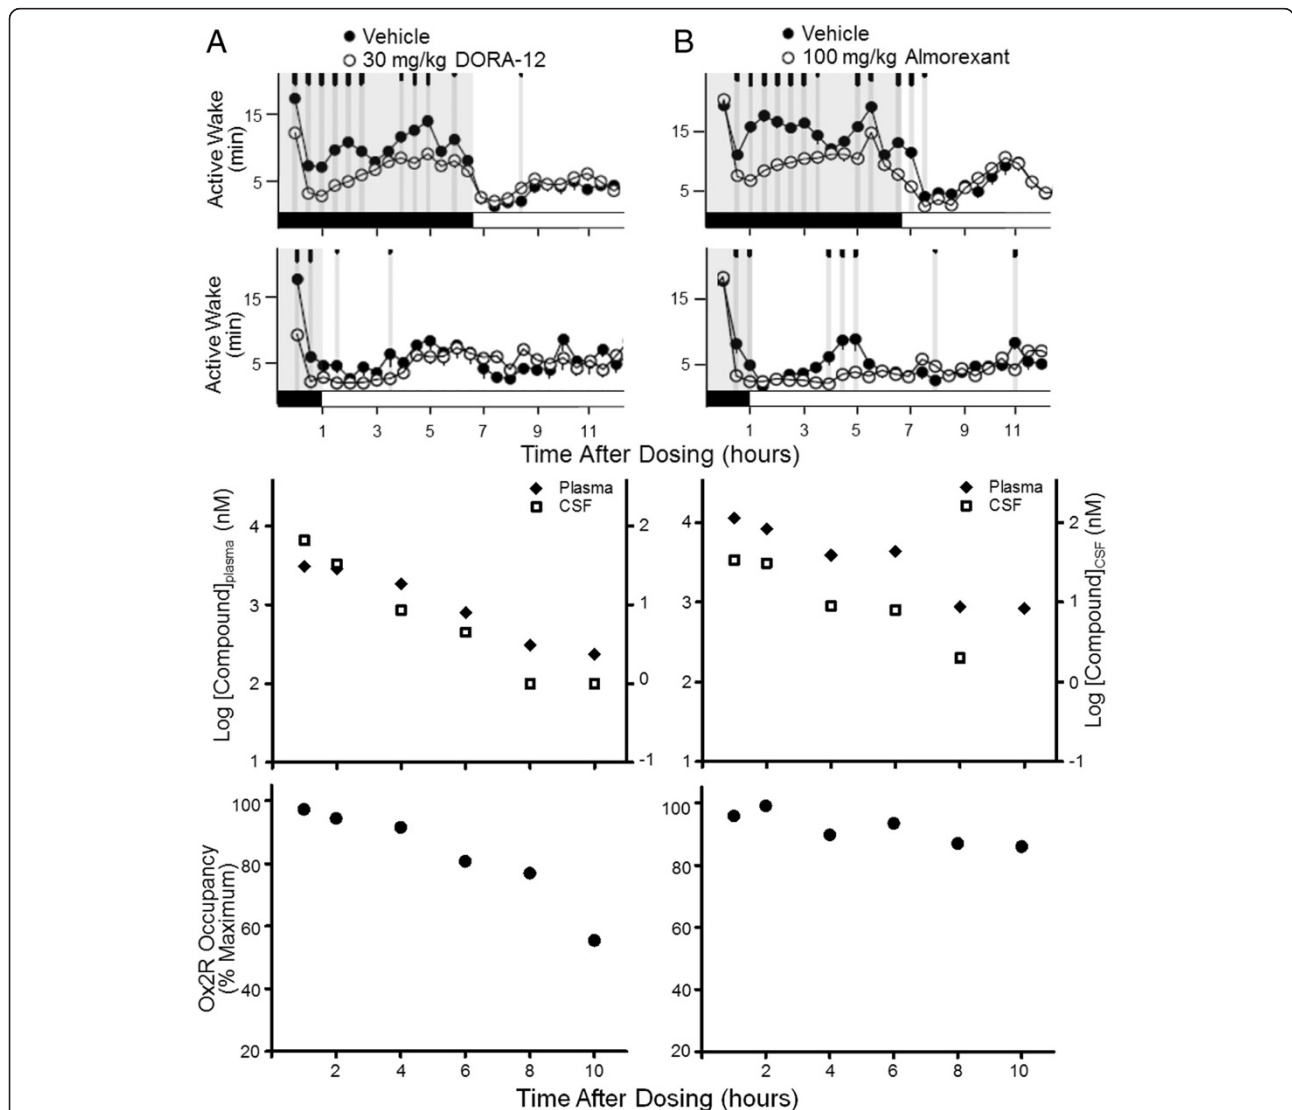 A
Vehicle
30 mg/kg DORA-12
B
Vehicle
100 mg/kg Almorexant
Active Wake
(min)
15
5
15
5
Active Wake
(min)
15
5
15
5
1 3 5 7 9 11
1 3 5 7 9 11
Time After Dosing (hours)
Log [Compound]plasma (nM)
4
3
2
1
Plasma
CSF
2
1
0
-1
4
3
2
1
Plasma
CSF
2
1
0
-1
Log [Compound]CSF (nM)
Ox2R Occupancy
(% Maximum)
100
80
60
40
20
2 4 6 8 10
100
80
60
40
20
2 4 6 8 10
Time After Dosing (hours)